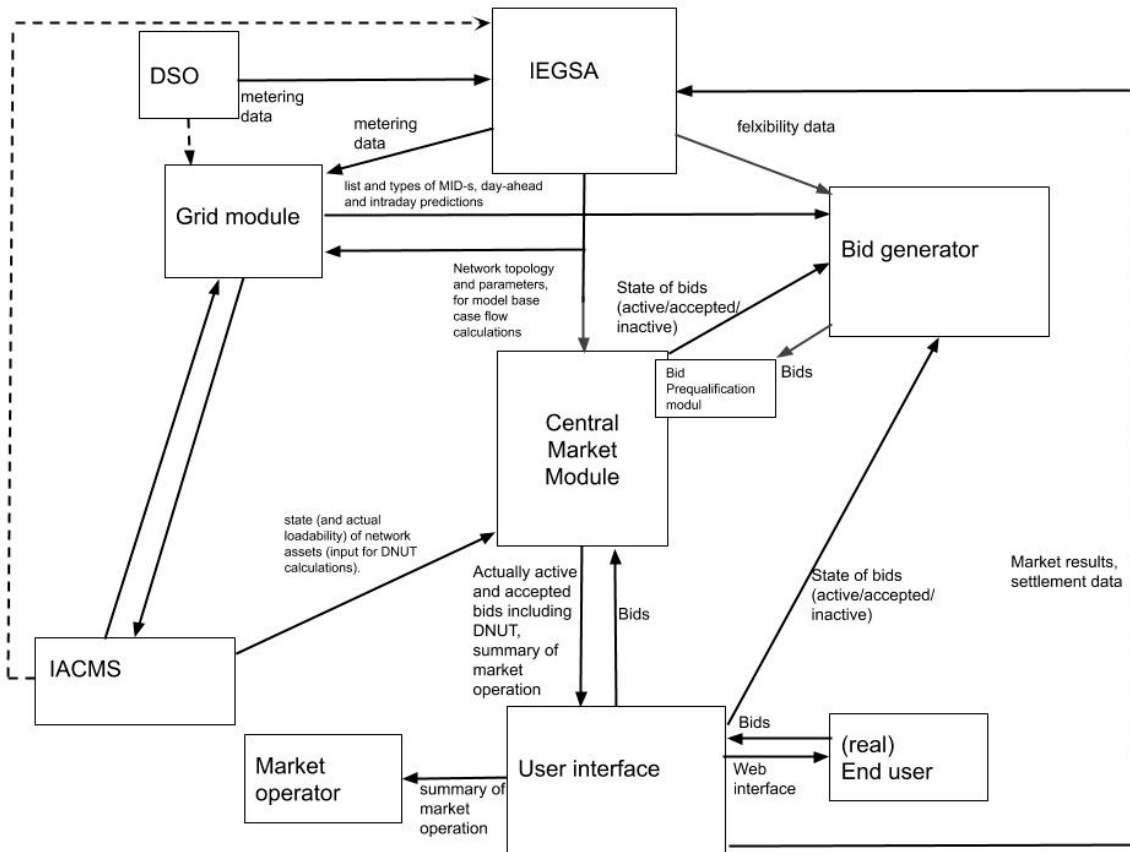 DSO
metering
data
IEGSA
metering
data
felxibility data
Grid module
list and types of MID-s, day-ahead
and intraday predictions
Bid generator
Network topology
and parameters,
for model base
case flow
calculations
State of bids
(active/accepted/
inactive)
Bids
Bid
Prequalification
modul
Central
Market
Module
state (and actual
loadability) of network
assets (input for DNUT
calculations).
Actually active
and accepted
bids including
DNUT,
summary of
market
operation
Bids
State of bids
(active/accepted/
inactive)
Market results,
settlement data
IACMS
Market
operator
summary of
market
operation
User interface
Bids
Web
interface
(real)
End user